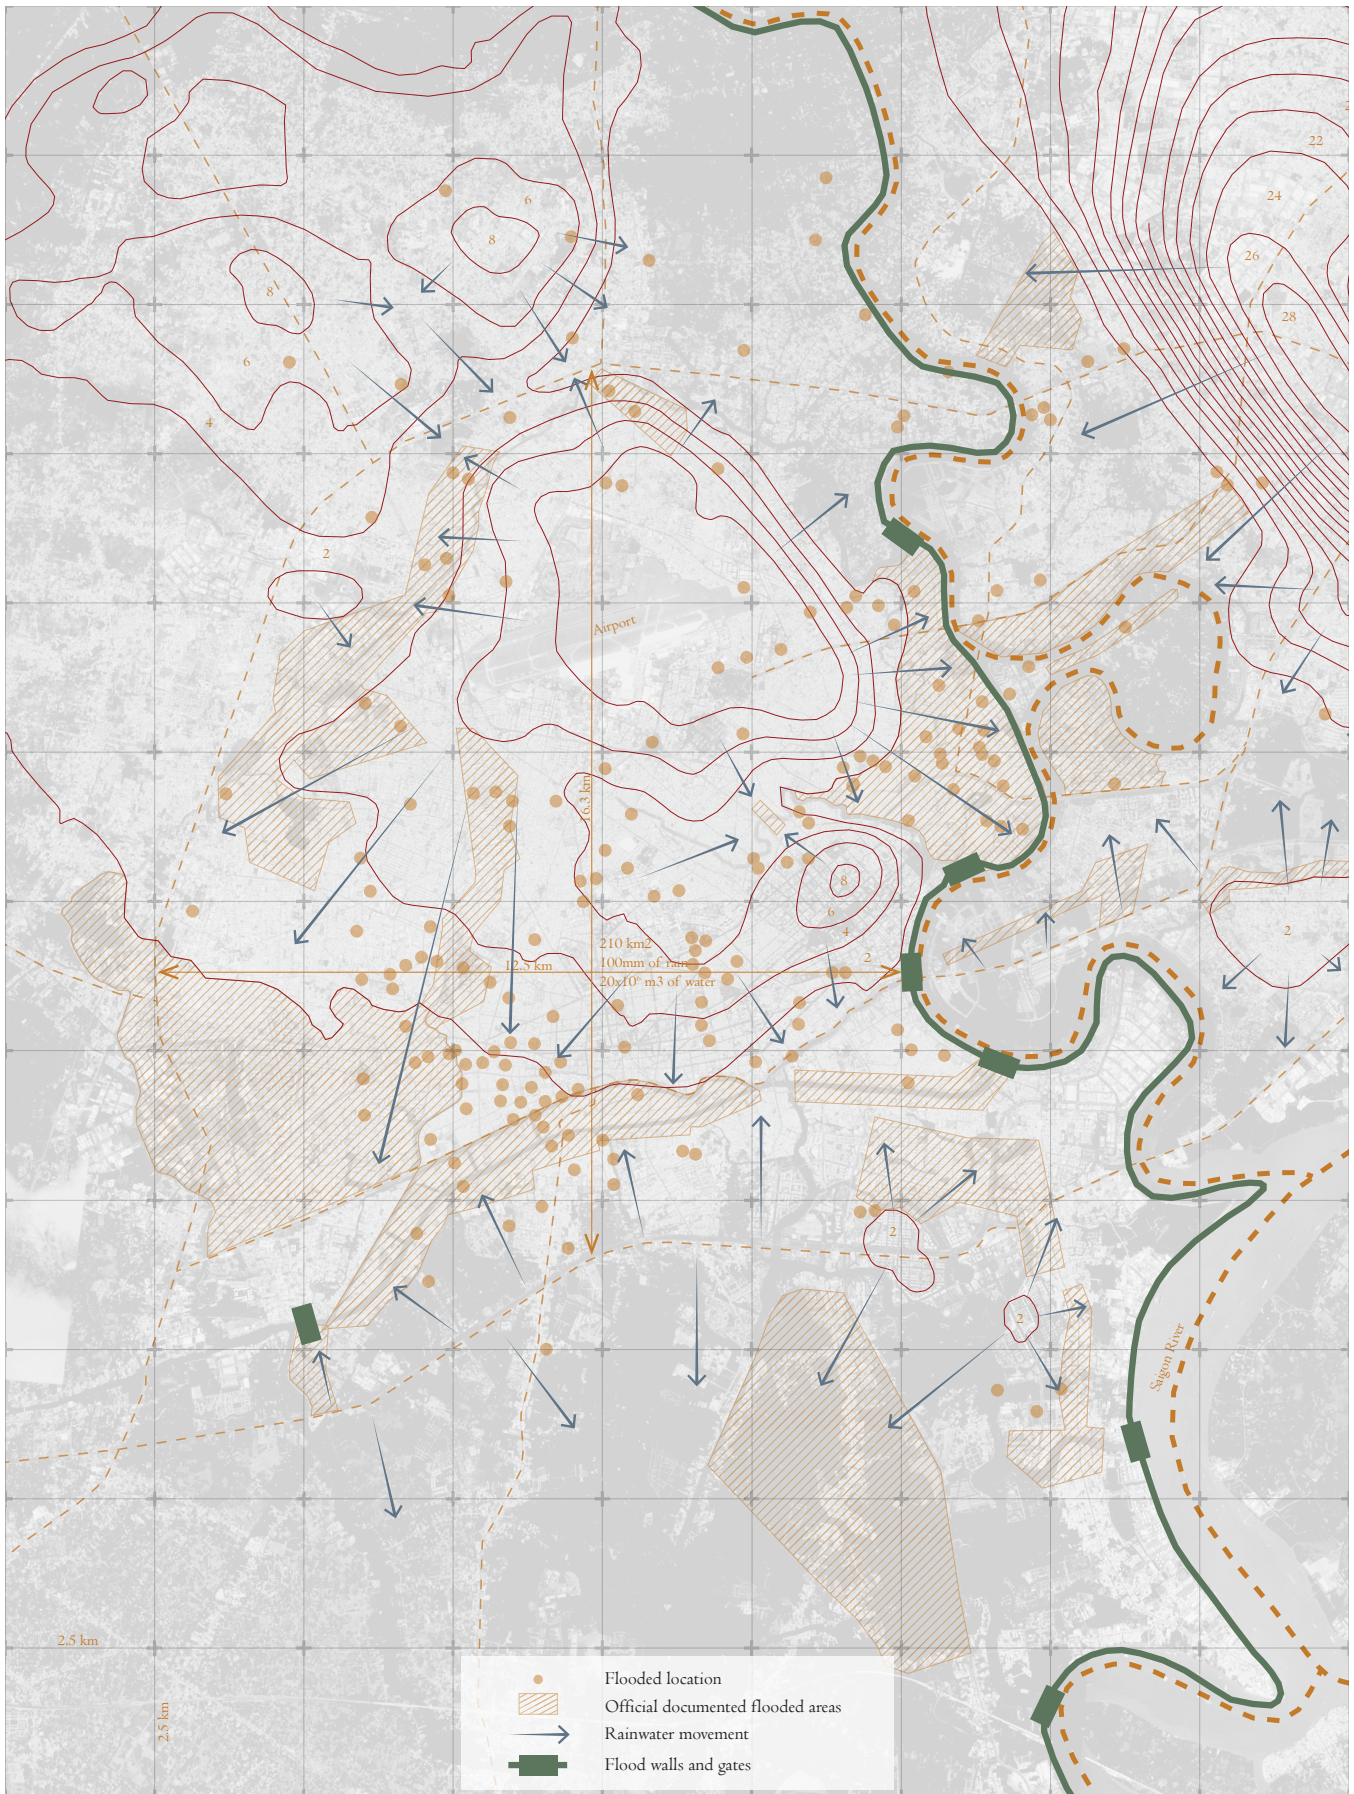 22
24
6
8
26
8
28
6
4
2
Airport
16.3 km
8
6
4
2
2
210 km2
100mm of rain
12.5 km
20x10⁶ m3 of water
2
2
Saigon River
2.5 km
2.5 km
Flooded location
Official documented flooded areas
Rainwater movement
Flood walls and gates